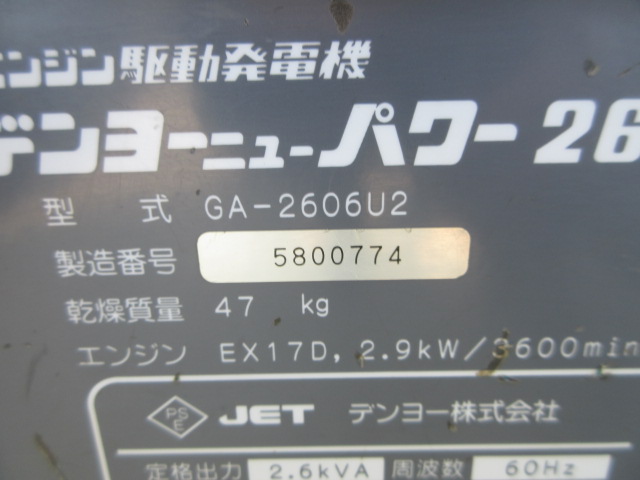 エンジン駆動発電機
デンヨーニューパワー26
型式 GA-2606U2
製造番号 5800774
乾燥質量 47 kg
エンジン EX17D, 2.9kW/3600min
PSE JET デンヨー株式会社
定格出力 2.6kVA 周波数 60Hz